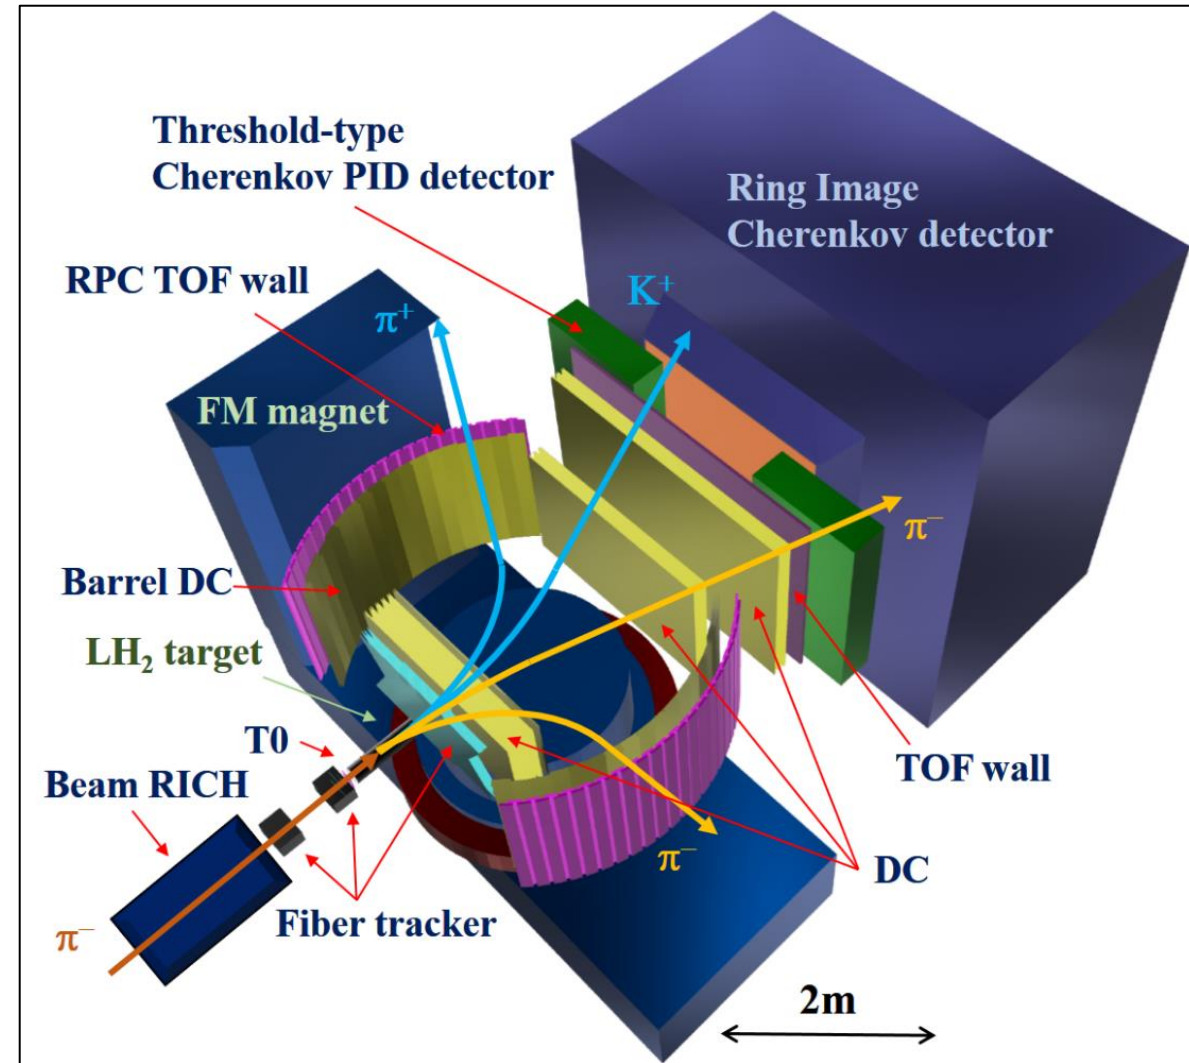 Threshold-type
Cherenkov PID detector
Ring Image
Cherenkov detector
RPC TOF wall
π⁺
K⁺
FM magnet
π⁻
Barrel DC
LH₂ target
T0
TOF wall
Beam RICH
π⁻
DC
Fiber tracker
π⁻
2m